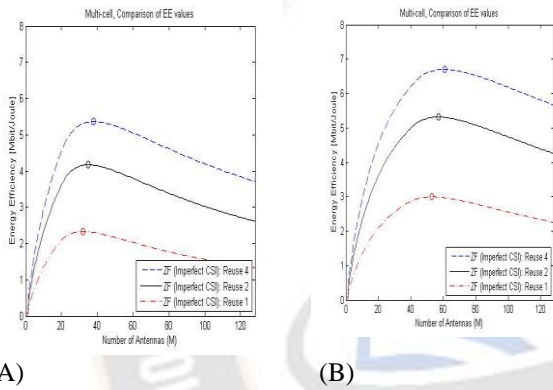 Multi-cell, Comparison of EE values
8
7
6
5
4
3
2
1
0
0 20 40 60 80 100 120
Energy Efficiency [Mbit/Joule]
Number of Antennas (M)
ZF (Imperfect CSI): Reuse 4
ZF (Imperfect CSI): Reuse 2
ZF (Imperfect CSI): Reuse 1
Multi-cell, Comparison of EE values
8
7
6
5
4
3
2
1
0
0 20 40 60 80 100 120
Energy Efficiency [Mbit/Joule]
Number of Antennas (M)
ZF (Imperfect CSI): Reuse 4
ZF (Imperfect CSI): Reuse 2
ZF (Imperfect CSI): Reuse 1
A)
(B)